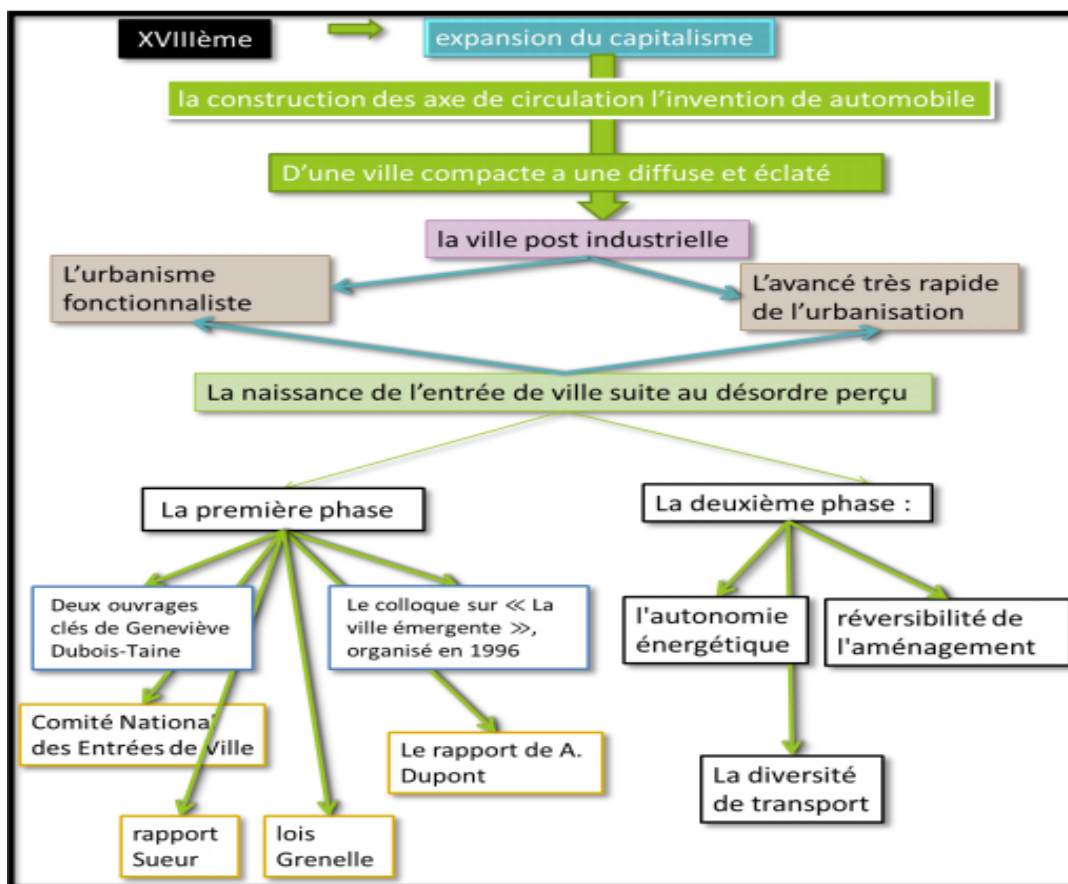 XVIIIème
expansion du capitalisme
la construction des axe de circulation l’invention de automobile
D’une ville compacte a une diffuse et éclaté
la ville post industrielle
L’urbanisme
fonctionnaliste
L’avancé très rapide
de l’urbanisation
La naissance de l’entrée de ville suite au désordre perçu
La première phase
La deuxième phase :
Deux ouvrages
clés de Geneviève
Dubois-Taine
Le colloque sur « La
ville émergente »,
organisé en 1996
l'autonomie
énergétique
réversibilité de
l'aménagement
Comité National
des Entrées de Ville
Le rapport de A.
Dupont
La diversité
de transport
rapport
Sueur
lois
Grenelle